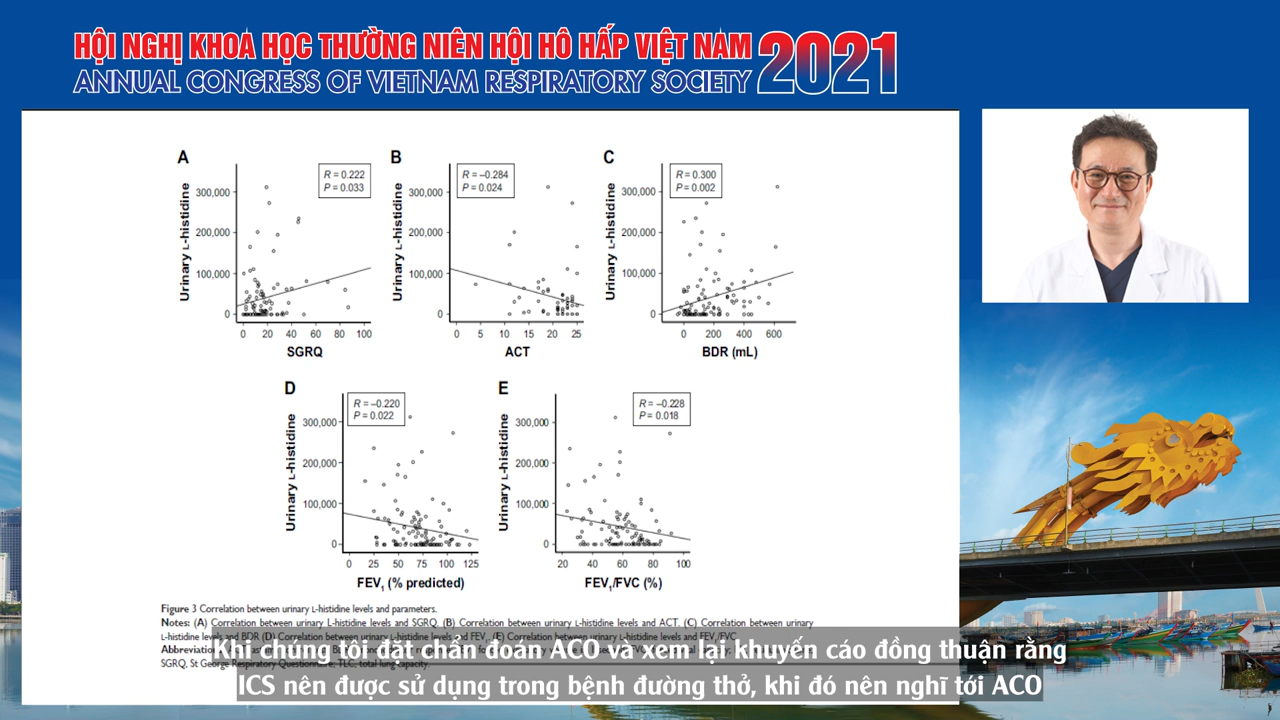 HỘI NGHỊ KHOA HỌC THƯỜNG NIÊN HỘI HÔ HẤP VIỆT NAM 2021
ANNUAL CONGRESS OF VIETNAM RESPIRATORY SOCIETY
A
R = 0.222
P = 0.033
Urinary L-histidine
300,000
200,000
100,000
0
0 20 40 60 80 100
SGRQ
B
R = –0.284
P = 0.024
Urinary L-histidine
300,000
200,000
100,000
0
0 5 10 15 20 25
ACT
C
R = 0.300
P = 0.002
Urinary L-histidine
300,000
200,000
100,000
0
0 200 400 600
BDR (mL)
D
R = –0.220
P = 0.022
Urinary L-histidine
300,000
200,000
100,000
0
0 25 50 75 100 125
FEV1 (% predicted)
E
R = –0.228
P = 0.018
Urinary L-histidine
300,000
200,000
100,000
0
20 40 60 80 100
FEV1/FVC (%)
Figure 3 Correlation between urinary L-histidine levels and parameters.
Notes: (A) Correlation between urinary L-histidine levels and SGRQ. (B) Correlation between urinary L-histidine levels and ACT. (C) Correlation between urinary
L-histidine levels and BDR (D) Correlation between urinary L-histidine levels and FEV1. (E) Correlation between urinary L-histidine levels and FEV1/FVC
SGRQ, St George Respiratory Questionnaire; TLC, total lung capacity.
Khi chúng tôi đặt chẩn đoán ACO và xem lại khuyến cáo đồng thuận rằng
ICS nên được sử dụng trong bệnh đường thở, khi đó nên nghĩ tới ACO